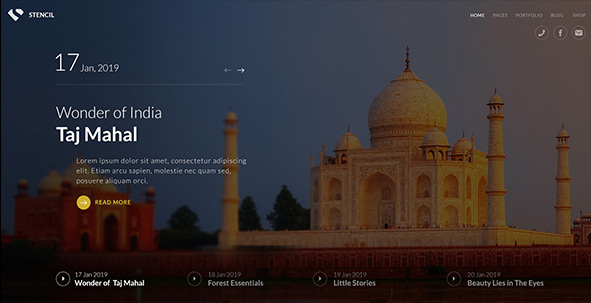 STENCIL
HOME PAGES PORTFOLIO BLOG SHOP
17 Jan, 2019
Wonder of India
Taj Mahal
Lorem ipsum dolor sit amet, consectetur adipiscing
elit. Etiam arcu sapien, molestie nec quam sed,
posuere aliquam orci.
READ MORE
17 Jan 2019
Wonder of Taj Mahal
18 Jan 2019
Forest Essentials
19 Jan 2019
Little Stories
20 Jan 2019
Beauty Lies in The Eyes